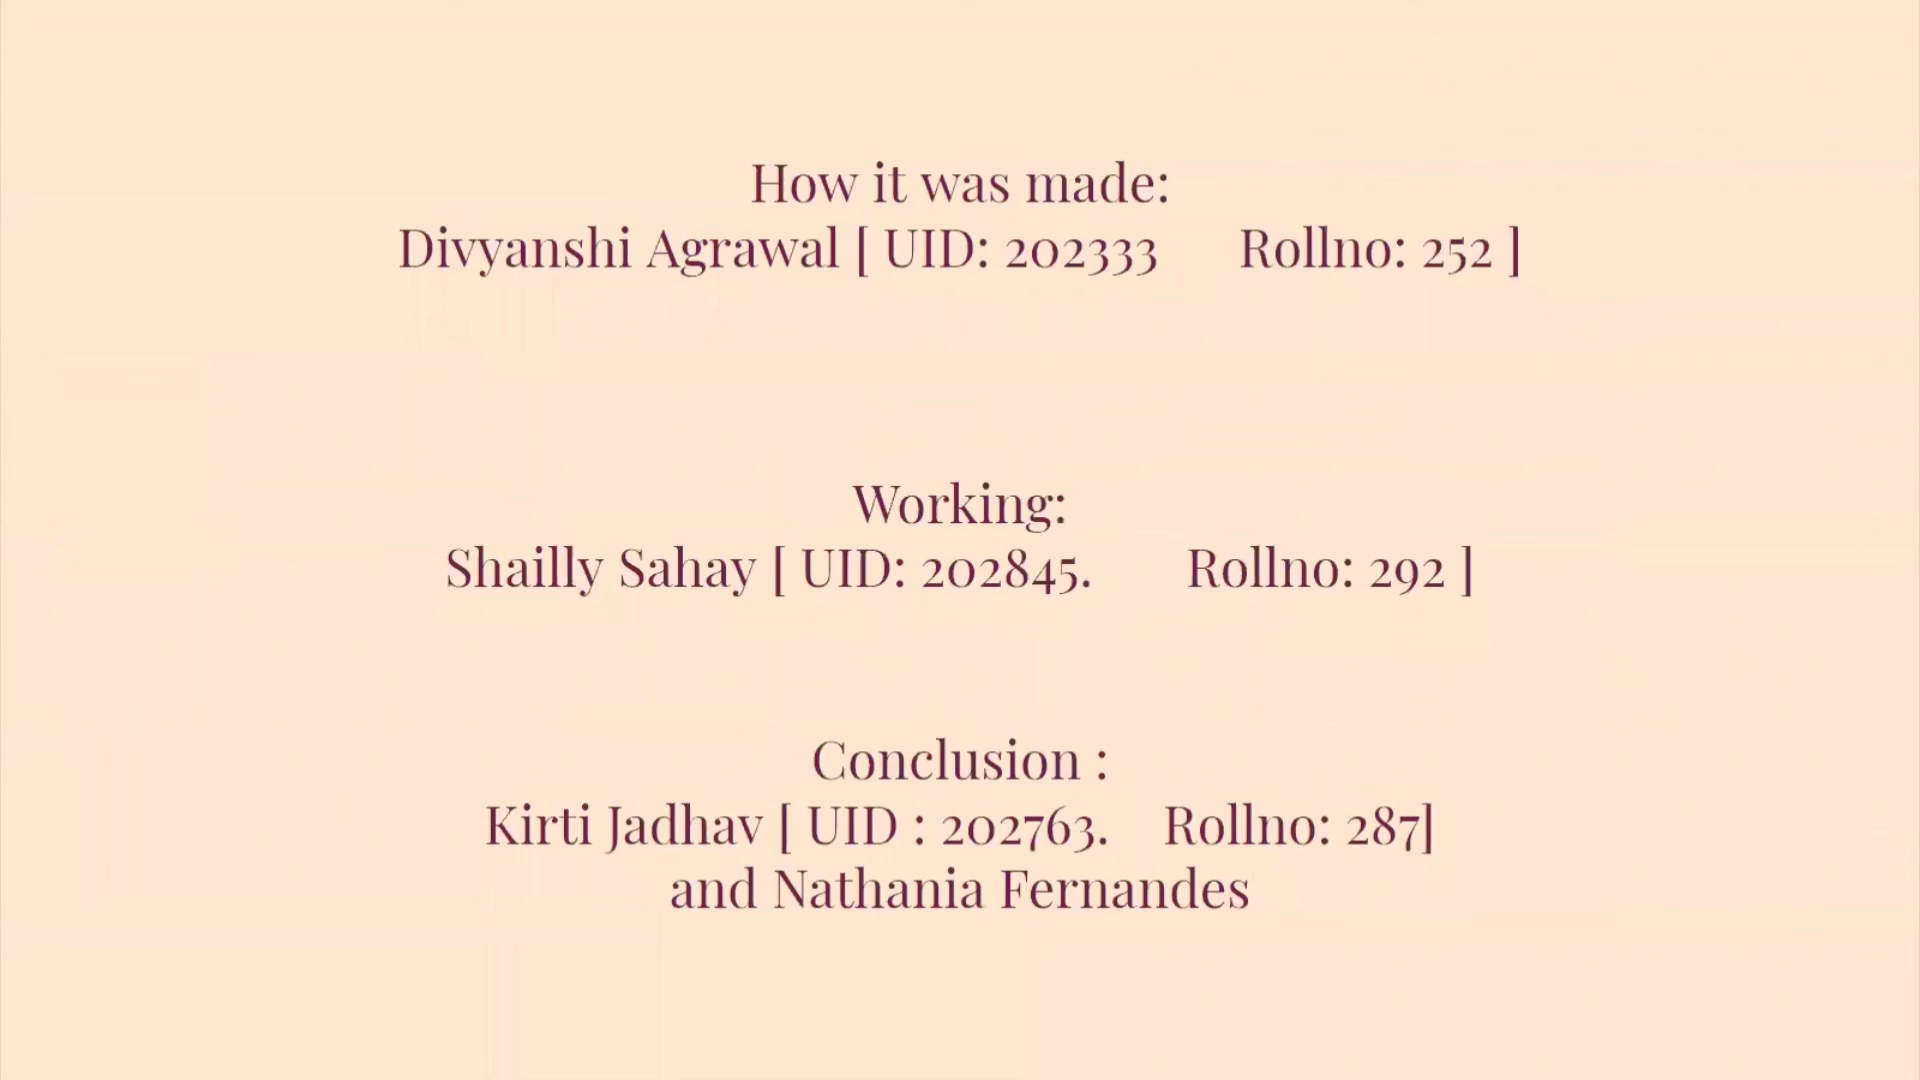 How it was made:
Divyanshi Agrawal [ UID: 202333 Rollno: 252 ]
Working:
Shailly Sahay [ UID: 202845. Rollno: 292 ]
Conclusion :
Kirti Jadhav [ UID : 202763. Rollno: 287]
and Nathania Fernandes